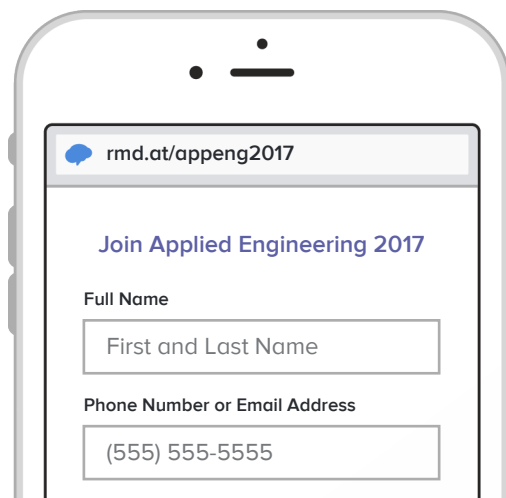 rmd.at/appeng2017
Join Applied Engineering 2017
Full Name
First and Last Name
Phone Number or Email Address
(555) 555-5555